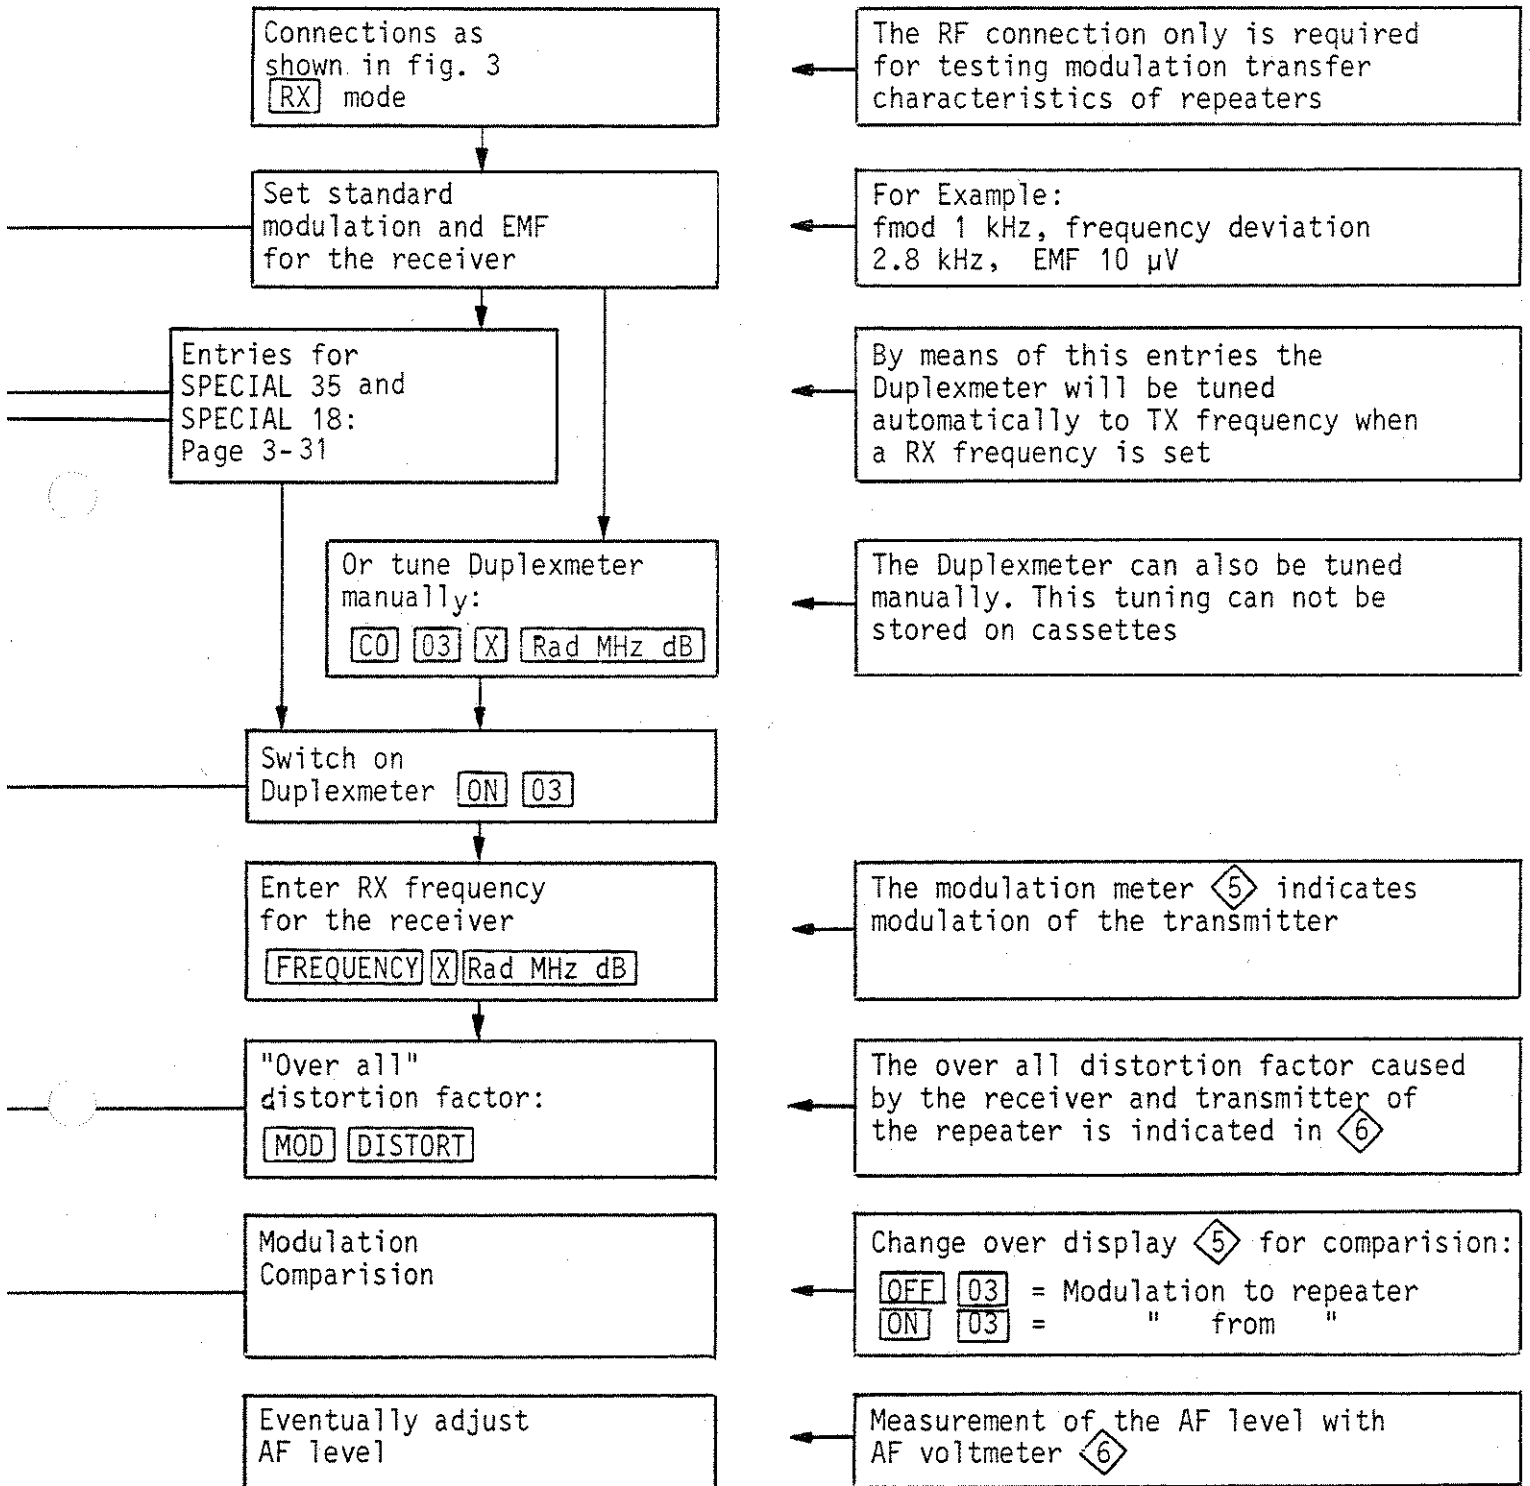 Connections as
shown in fig. 3
RX mode
The RF connection only is required
for testing modulation transfer
characteristics of repeaters
Set standard
modulation and EMF
for the receiver
For Example:
fmod 1 kHz, frequency deviation
2.8 kHz, EMF 10 µV
Entries for
SPECIAL 35 and
SPECIAL 18:
Page 3-31
By means of this entries the
Duplexmeter will be tuned
automatically to TX frequency when
a RX frequency is set
Or tune Duplexmeter
manually:
CO 03 X Rad MHz dB
The Duplexmeter can also be tuned
manually. This tuning can not be
stored on cassettes
Switch on
Duplexmeter ON 03
Enter RX frequency
for the receiver
FREQUENCY X Rad MHz dB
The modulation meter 5 indicates
modulation of the transmitter
"Over all"
distortion factor:
MOD DISTORT
The over all distortion factor caused
by the receiver and transmitter of
the repeater is indicated in 6
Modulation
Comparision
Change over display 5 for comparision:
OFF 03 = Modulation to repeater
ON 03 = " from "
Eventually adjust
AF level
Measurement of the AF level with
AF voltmeter 6